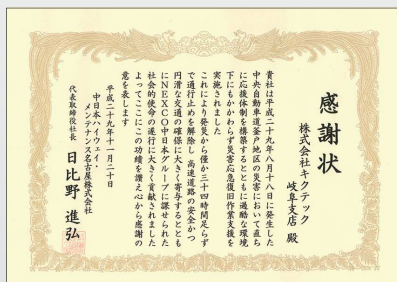 感謝状
株式会社キクテック
岐阜支店 殿
貴社は平成二十九年八月十八日に発生した
中央自動車道釜戸地区の災害において直ち
に応援体制を構築するとともに過酷な環境
下にもかかわらず災害応急復旧作業支援を
実施されました
これにより発災から僅か三十四時間足らず
で通行止めを解除し高速道路の安全かつ
円滑な交通の確保に大きく寄与するととも
にNEXCO中日本グループに課せられた
社会的使命の遂行に大きく貢献されました
よってここにこの功績を讃え心から感謝の
意を表します
平成二十九年十一月二十日
中日本ハイウェイ・
メンテナンス名古屋株式会社
代表取締役社長 日比野 進弘